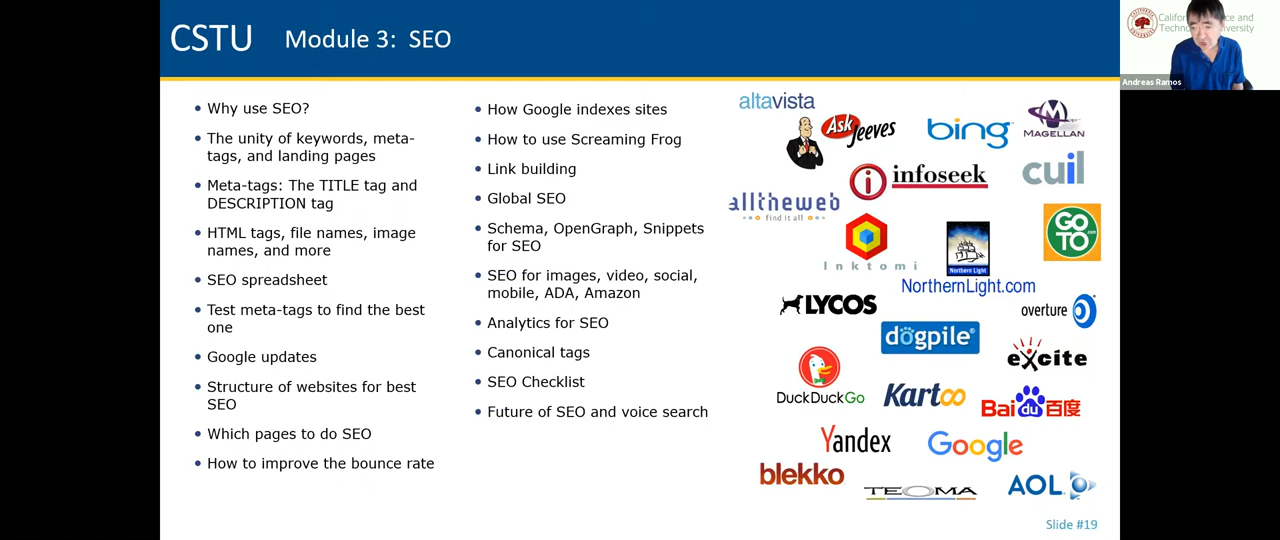 CSTU Module 3: SEO
California Science and
Technology University
Andreas Ramos
Why use SEO?
The unity of keywords, meta-
tags, and landing pages
Meta-tags: The TITLE tag and
DESCRIPTION tag
HTML tags, file names, image
names, and more
SEO spreadsheet
Test meta-tags to find the best
one
Google updates
Structure of websites for best
SEO
Which pages to do SEO
How to improve the bounce rate
How Google indexes sites
How to use Screaming Frog
Link building
Global SEO
Schema, OpenGraph, Snippets
for SEO
SEO for images, video, social,
mobile, ADA, Amazon
Analytics for SEO
Canonical tags
SEO Checklist
Future of SEO and voice search
altavista
Ask Jeeves
bing
MAGELLAN
infoseek
cuil
alltheweb
find it all
Inktomi
Northern Light
NorthernLight.com
GO
TO.com
LYCOS
overture
dogpile
excite
DuckDuckGo
Kartoo
Bai du 百度
Yandex
Google
blekko
TEOMA
AOL
Slide #19